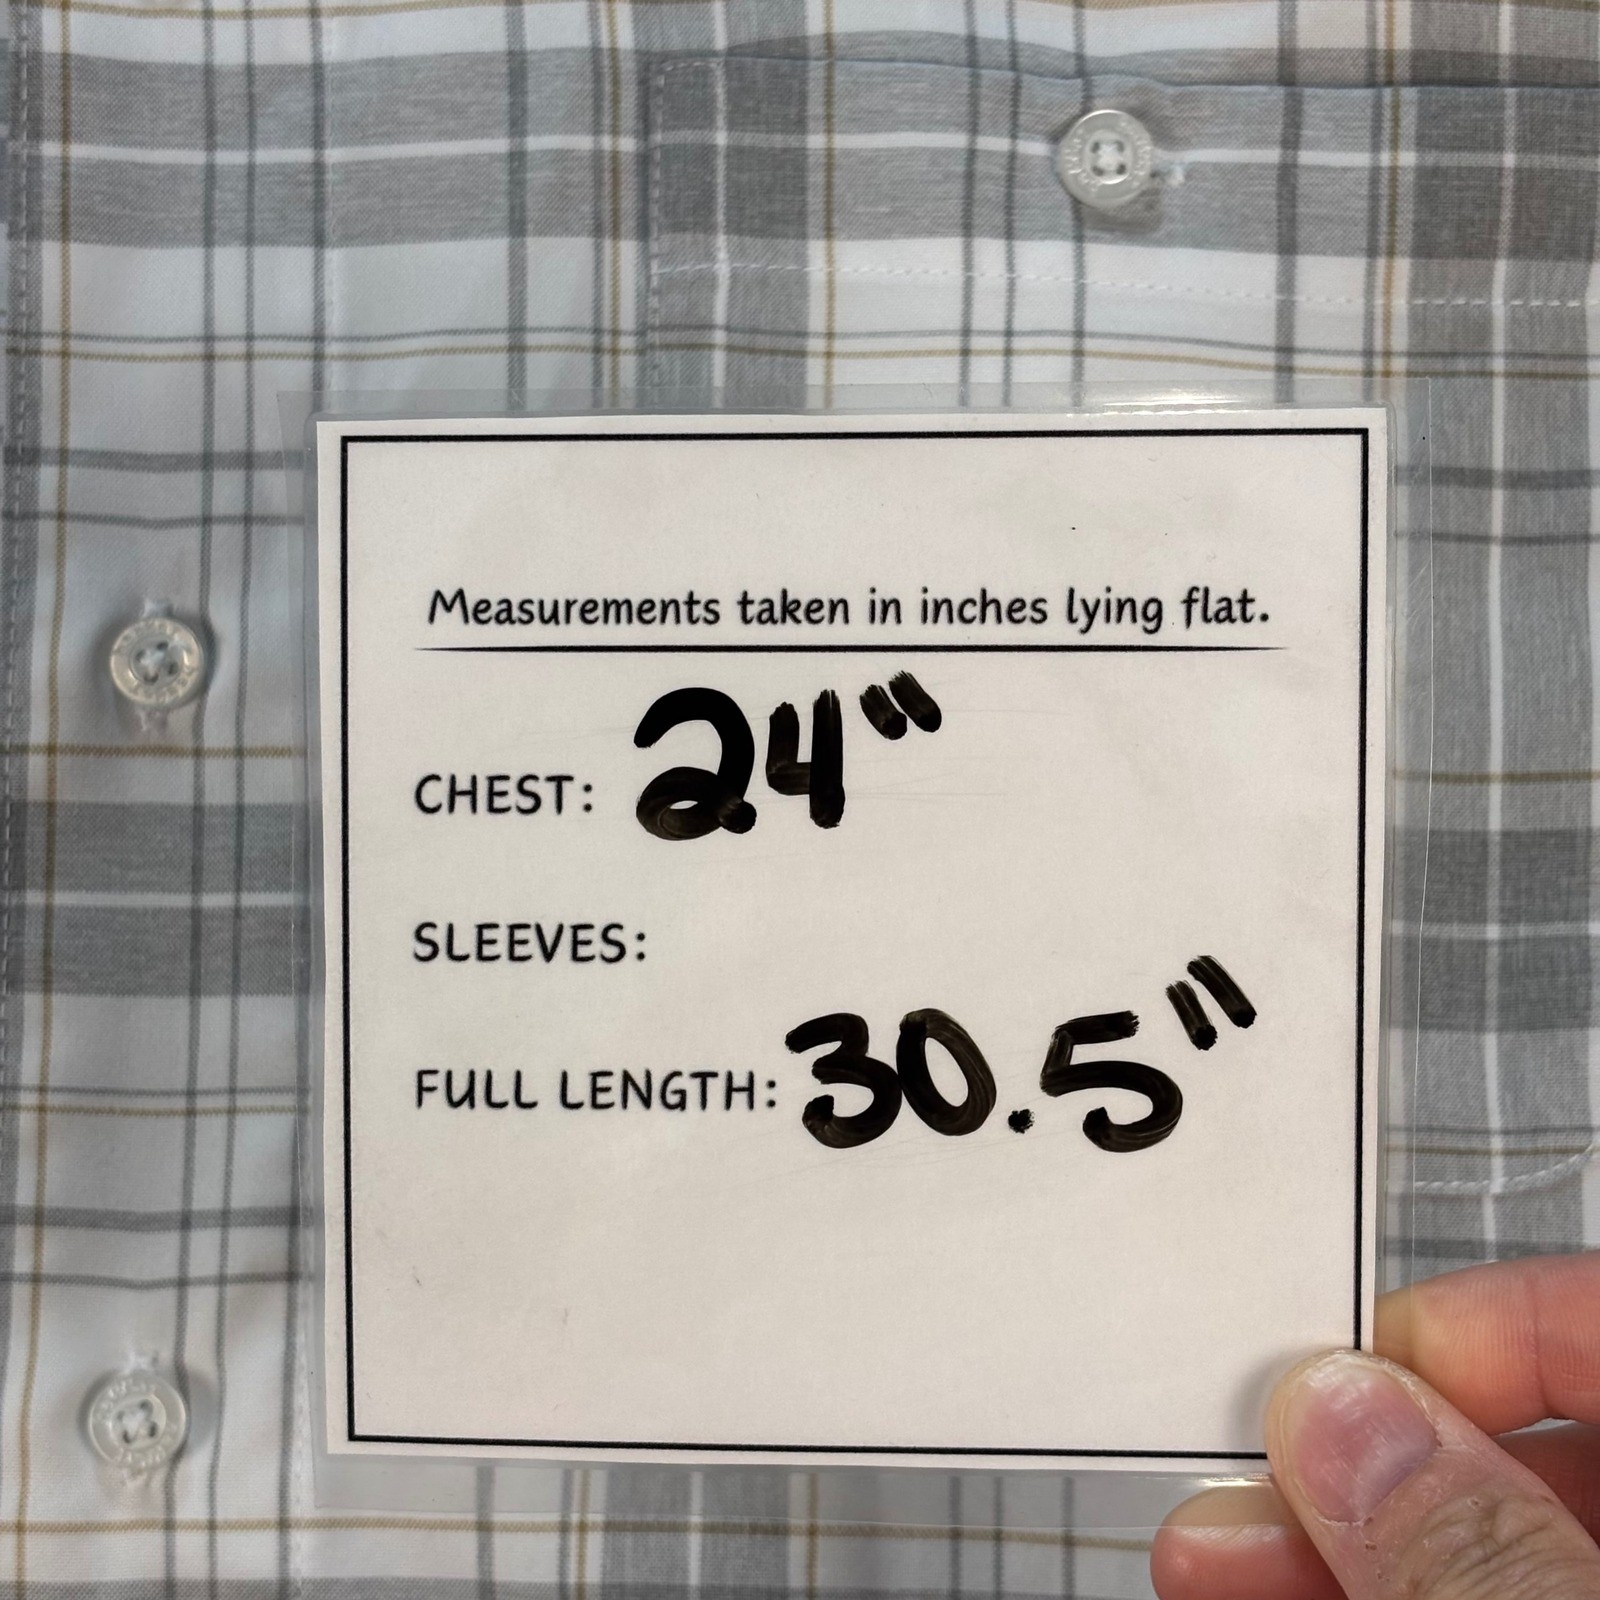 Measurements taken in inches lying flat.
CHEST: 24"
SLEEVES:
FULL LENGTH: 30.5"